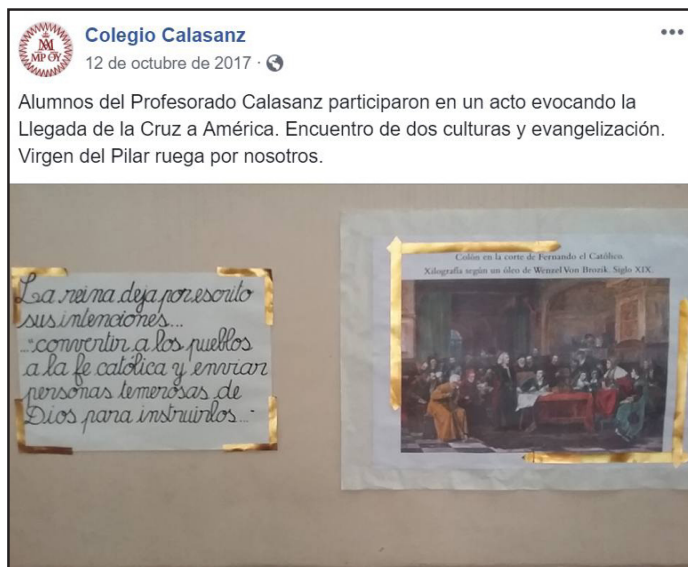 Colegio Calasanz
12 de octubre de 2017 ·
Alumnos del Profesorado Calasanz participaron en un acto evocando la
Llegada de la Cruz a América. Encuentro de dos culturas y evangelización.
Virgen del Pilar ruega por nosotros.
La reina deja por escrito
sus intenciones...
..."convertir a los pueblos
a la fe católica y enviar
personas temerosas de
Dios para instruirlos..."
Colón en la corte de Fernando el Católico.
Xilografía según un óleo de Wenzel Von Brozik. Siglo XIX.